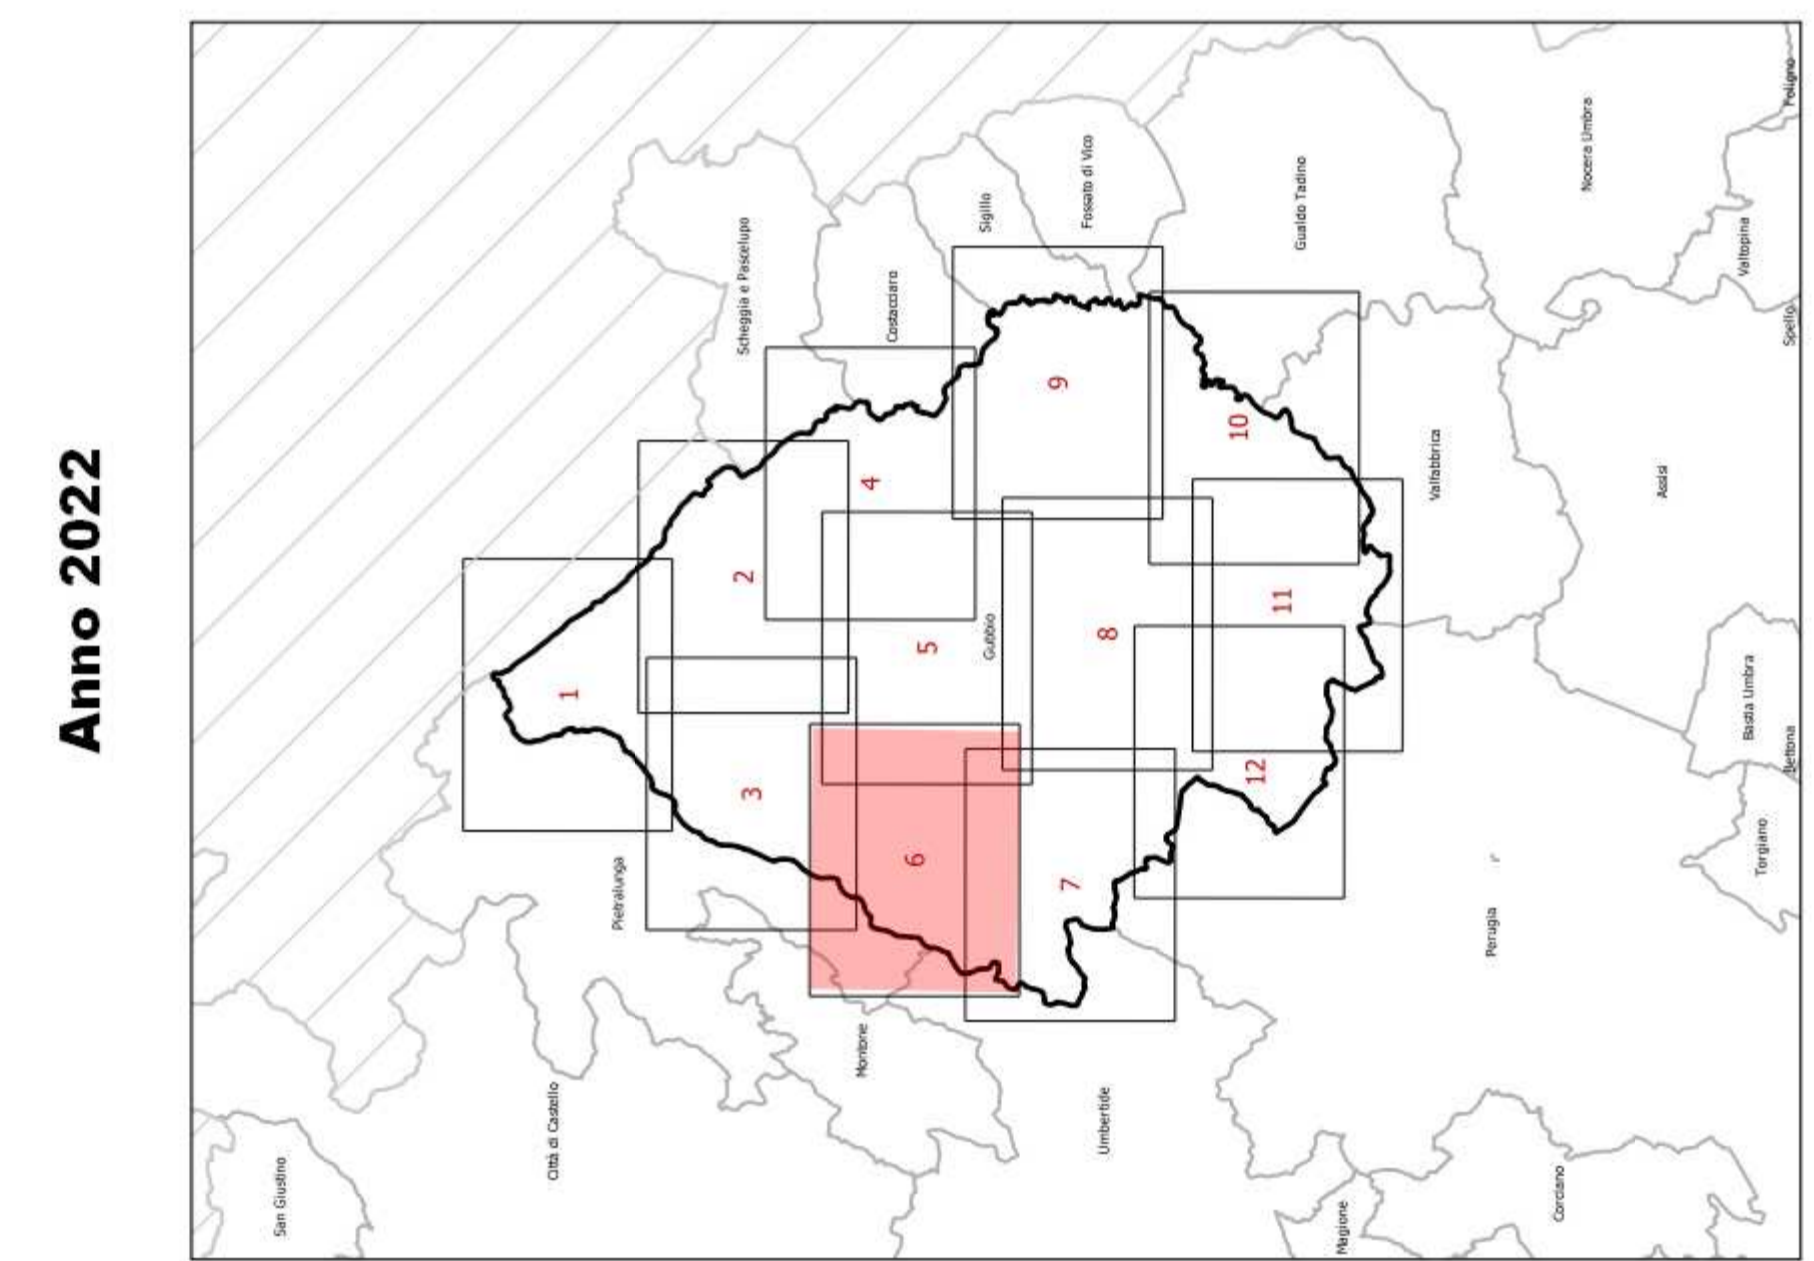 Anno 2022
Foligno
Nocera Umbra
Fossato di Vico
Sigillo
Gualdo Tadino
Valtopina
Scheggia e Pascelupo
Costacciaro
Spello
9
10
Valfabbrica
Assisi
4
2
11
Gubbio
8
5
1
Bastia Umbra
Bettona
12
3
6
Torgiano
7
Pietralunga
Perugia
Montone
Città di Castello
Umbertide
San Giustino
Corciano
Magione